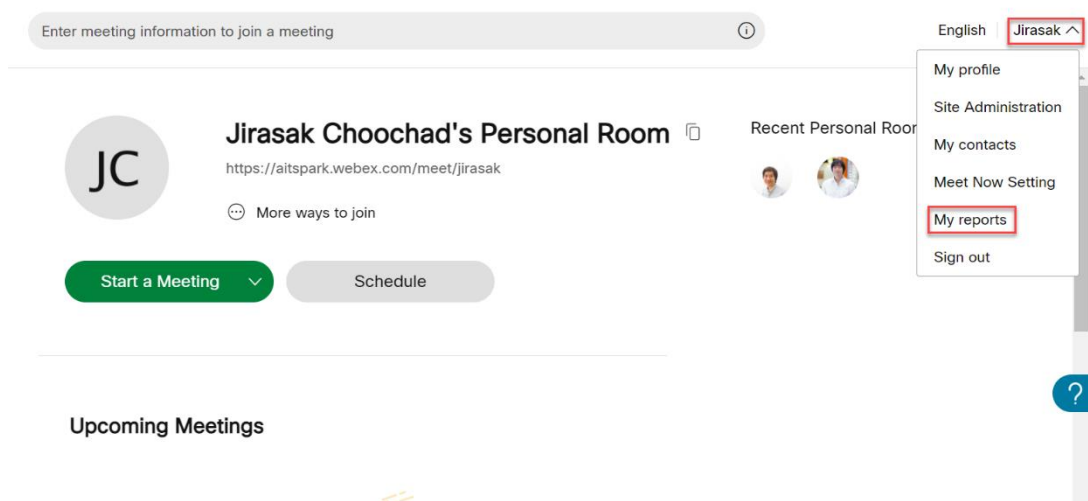 Enter meeting information to join a meeting
English
Jirasak
My profile
Site Administration
My contacts
Meet Now Setting
My reports
Sign out
JC
Jirasak Choochad's Personal Room
https://aitspark.webex.com/meet/jirasak
More ways to join
Recent Personal Roor
Start a Meeting
Schedule
?
Upcoming Meetings